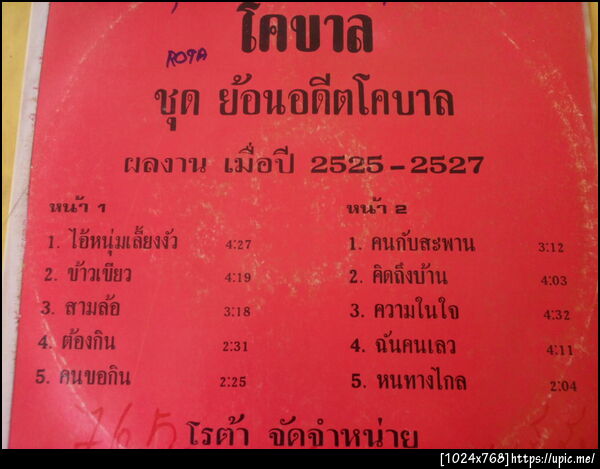 โคบาล
ROTA
ชุด ย้อนอดีตโคบาล
ผลงาน เมื่อปี 2525-2527
หน้า 1
1. ไอ้หนุ่มเลี้ยงงัว 4:27
2. ข้าวเขียว 4:19
3. สามล้อ 3:18
4. ต้องกิน 2:31
5. คนขอกิน 2:25
หน้า 2
1. คนกับสะพาน 3:12
2. คิดถึงบ้าน 4:03
3. ความในใจ 4:32
4. ฉันคนเลว 4:11
5. หนทางไกล 2:04
765
โรต้า จัดจำหน่าย
[1024x768]https://upic.me/